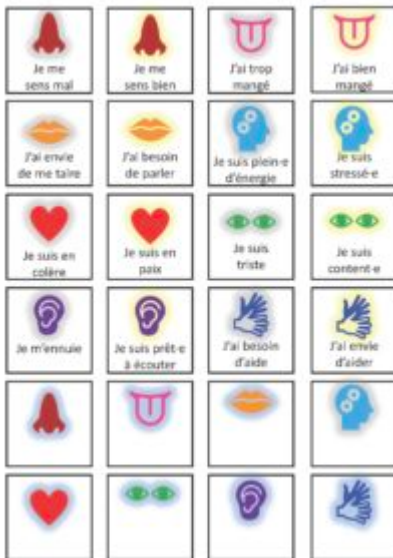 Je me
sens mal
Je me
sens bien
J'ai trop
mangé
J'ai bien
mangé
J'ai envie
de me taire
J'ai besoin
de parler
Je suis plein·e
d'énergie
Je suis
stressé·e
Je suis en
colère
Je suis en
paix
Je suis
triste
Je suis
content·e
Je m'ennuie
Je suis prêt·e
à écouter
J'ai besoin
d'aide
J'ai envie
d'aider